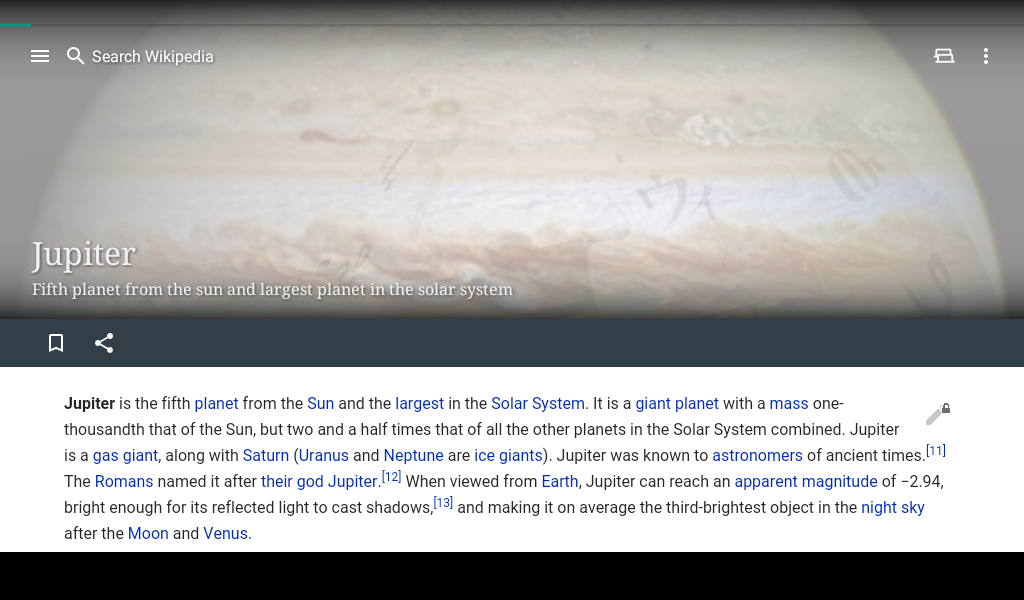 Search Wikipedia
ウィ
Jupiter
Fifth planet from the sun and largest planet in the solar system
Jupiter is the fifth planet from the Sun and the largest in the Solar System. It is a giant planet with a mass one-
thousandth that of the Sun, but two and a half times that of all the other planets in the Solar System combined. Jupiter
is a gas giant, along with Saturn (Uranus and Neptune are ice giants). Jupiter was known to astronomers of ancient times.[11]
The Romans named it after their god Jupiter.[12] When viewed from Earth, Jupiter can reach an apparent magnitude of −2.94,
bright enough for its reflected light to cast shadows,[13] and making it on average the third-brightest object in the night sky
after the Moon and Venus.